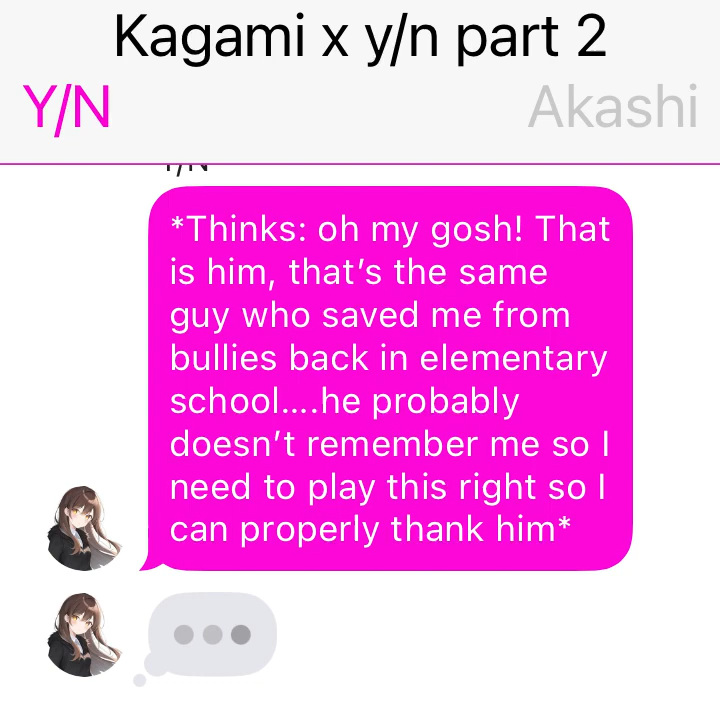 Kagami x y/n part 2
Y/N
Akashi
Y/N
*Thinks: oh my gosh! That
is him, that’s the same
guy who saved me from
bullies back in elementary
school....he probably
doesn’t remember me so I
need to play this right so I
can properly thank him*